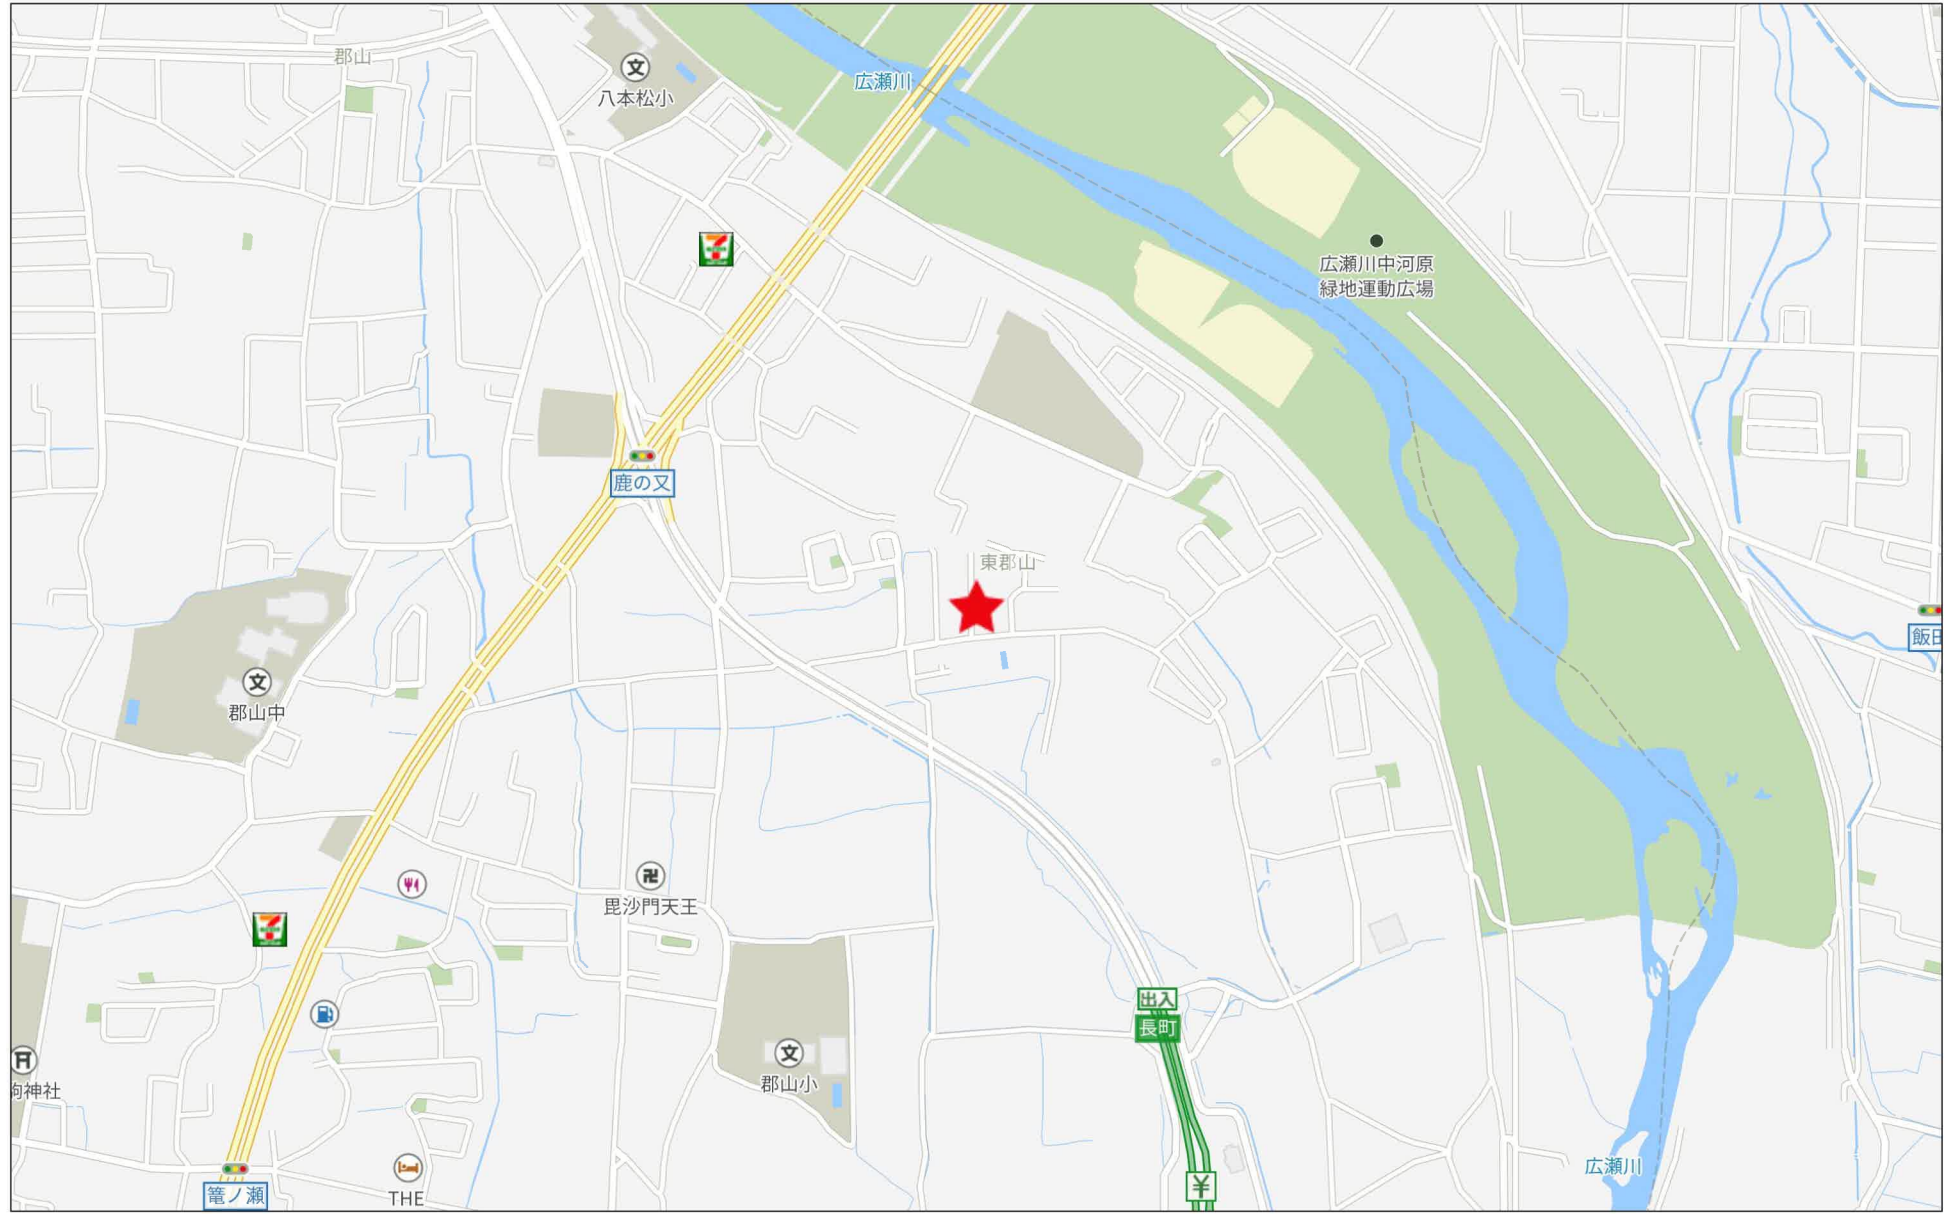 郡山
八本松小
広瀬川
広瀬川中河原
緑地運動広場
鹿の又
東郡山
飯田
郡山中
毘沙門天王
出入
長町
郡山小
駒神社
篭ノ瀬
THE
¥
広瀬川